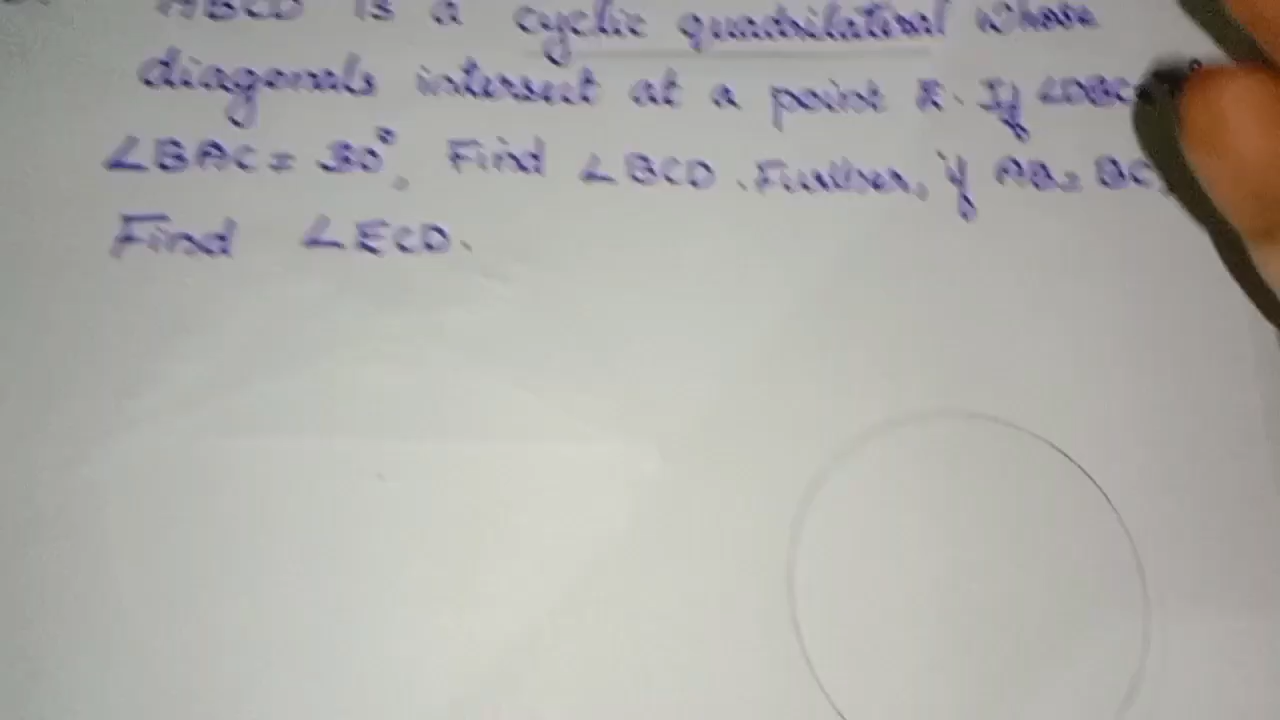 ABCD is a cyclic quadrilateral whose
diagonals intersect at a point E. If ∠DBC
∠BAC = 30°. Find ∠BCD. Further, if AB = BC,
Find ∠ECD.